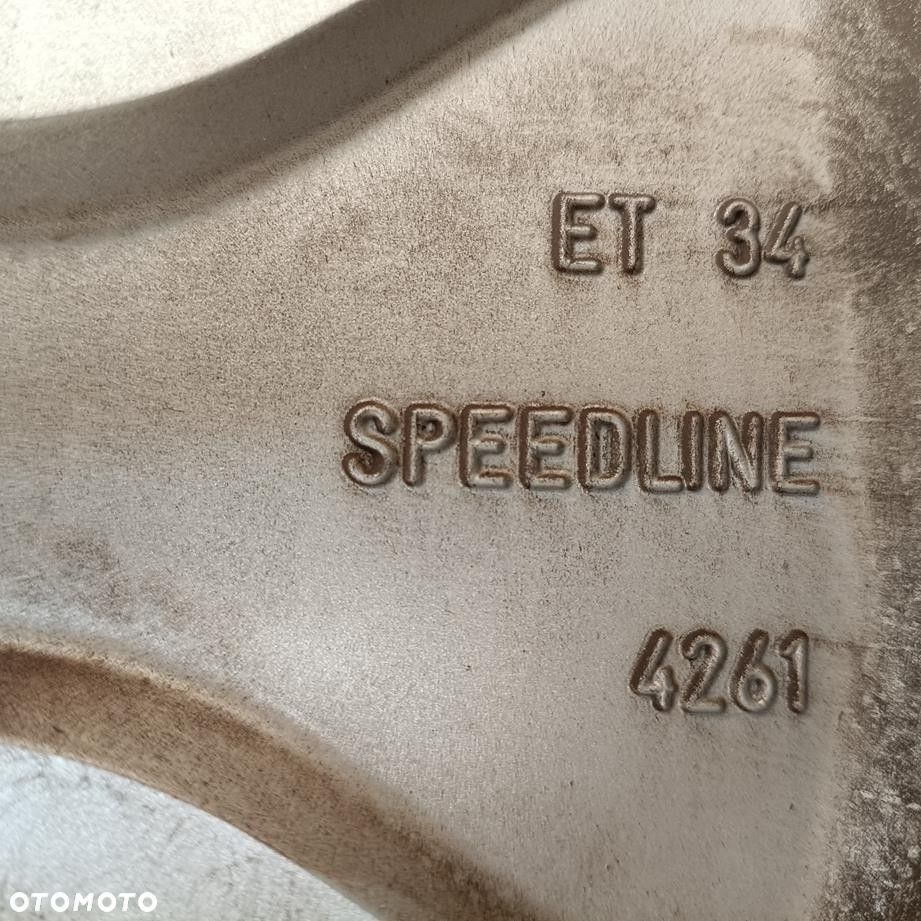 ET 34
SPEEDLINE
4261
OTOMOTO